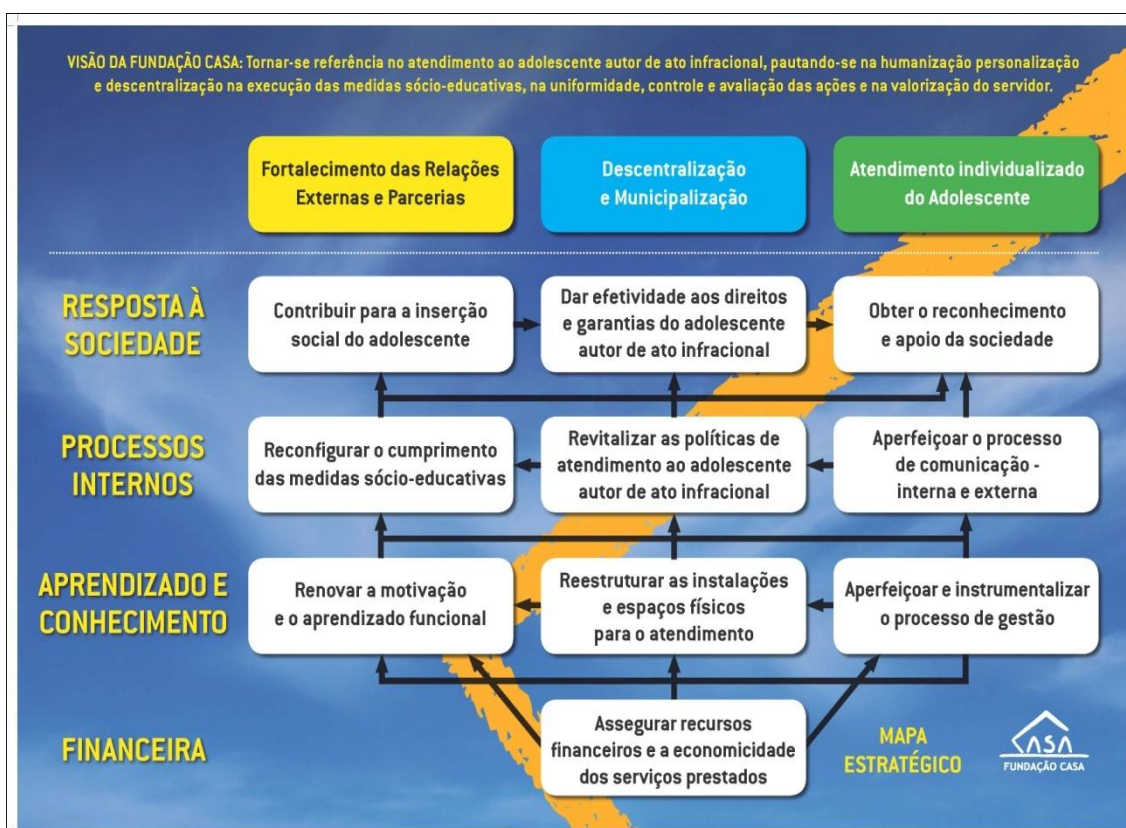 VISÃO DA FUNDAÇÃO CASA: Tornar-se referência no atendimento ao adolescente autor de ato infracional, pautando-se na humanização personalização
e descentralização na execução das medidas sócio-educativas, na uniformidade, controle e avaliação das ações e na valorização do servidor.
Fortalecimento das Relações
Externas e Parcerias
Descentralização
e Municipalização
Atendimento individualizado
do Adolescente
RESPOSTA À
SOCIEDADE
Contribuir para a inserção
social do adolescente
Dar efetividade aos direitos
e garantias do adolescente
autor de ato infracional
Obter o reconhecimento
e apoio da sociedade
PROCESSOS
INTERNOS
Reconfigurar o cumprimento
das medidas sócio-educativas
Revitalizar as políticas de
atendimento ao adolescente
autor de ato infracional
Aperfeiçoar o processo
de comunicação -
interna e externa
APRENDIZADO E
CONHECIMENTO
Renovar a motivação
e o aprendizado funcional
Reestruturar as instalações
e espaços físicos
para o atendimento
Aperfeiçoar e instrumentalizar
o processo de gestão
FINANCEIRA
Assegurar recursos
financeiros e a economicidade
dos serviços prestados
MAPA
ESTRATÉGICO
CASA
FUNDAÇÃO CASA